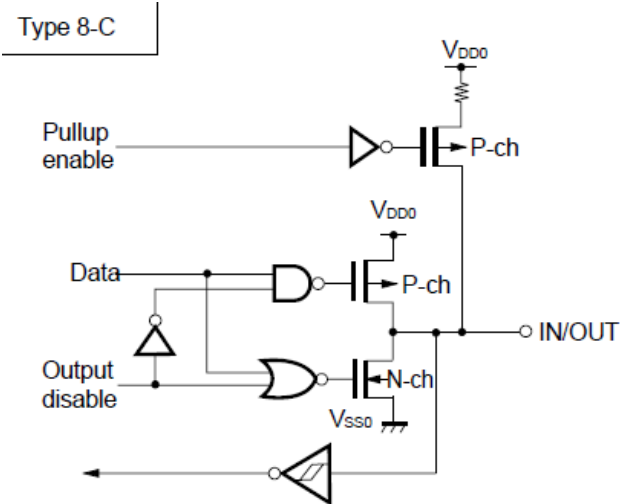 Type 8-C
VDD0
Pullup
enable
P-ch
VDD0
Data
P-ch
IN/OUT
Output
disable
N-ch
VSS0